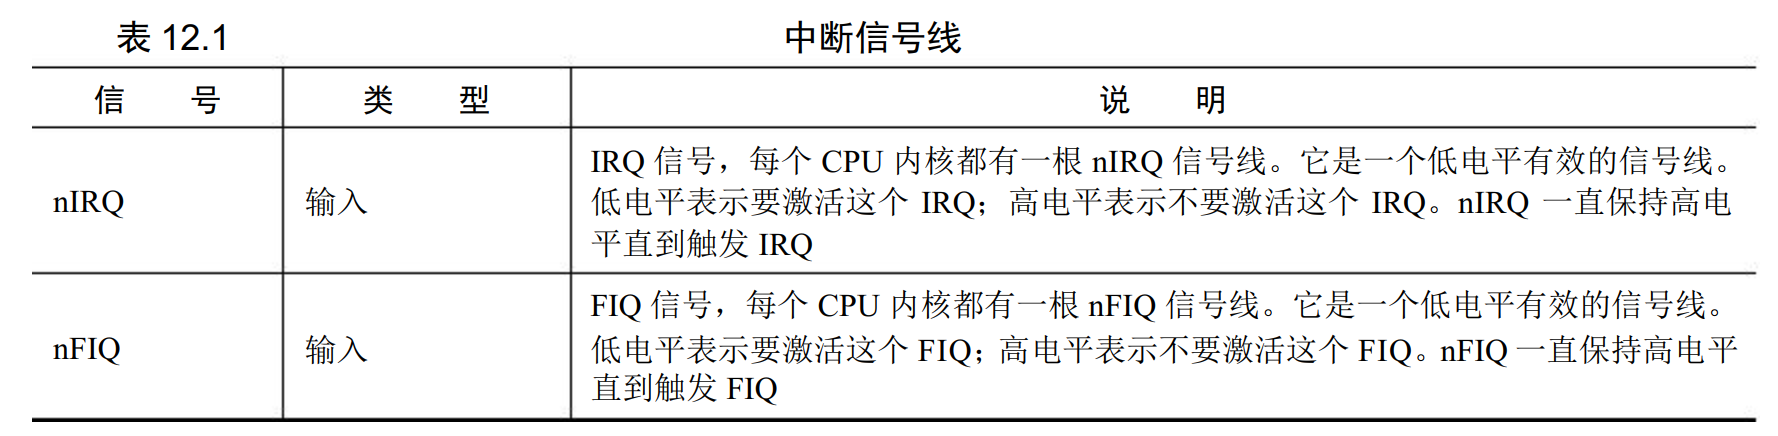 表 12.1 中断信号线
信 号 类 型 说 明
IRQ 信号，每个 CPU 内核都有一根 nIRQ 信号线。它是一个低电平有效的信号线。
nIRQ 输入 低电平表示要激活这个 IRQ；高电平表示不要激活这个 IRQ。nIRQ 一直保持高电
平直到触发 IRQ
FIQ 信号，每个 CPU 内核都有一根 nFIQ 信号线。它是一个低电平有效的信号线。
nFIQ 输入 低电平表示要激活这个 FIQ；高电平表示不要激活这个 FIQ。nFIQ 一直保持高电平
直到触发 FIQ